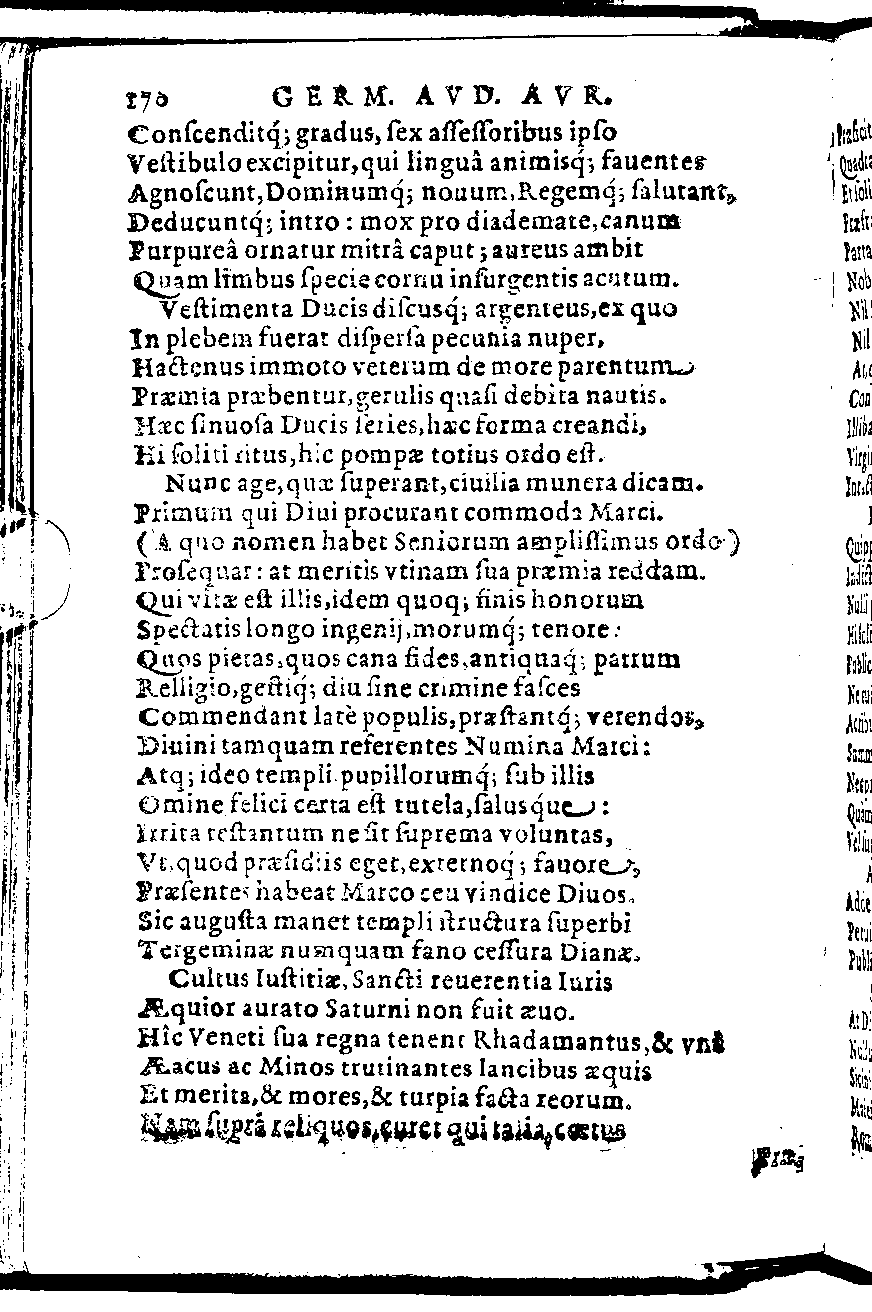 170 GERM. AVD. AVR.
Conſcenditq́; gradus, ſex aſſeſſoribus ipſo
Veſtibulo excipitur, qui linguâ animisq́; fauentes
Agnoſcunt, Dominumq́; nouum, Regemq́; ſalutant,
Deducuntq́; intro: mox pro diademate, canum
Purpureâ ornatur mitrâ caput; aureus ambit
Quam limbus ſpecie cornu inſurgentis acutum.
Veſtimenta Ducis diſcusq́; argenteus, ex quo
In plebem fuerat diſperſa pecunia nuper,
Hactenus immoto veterum de more parentum
Præmia præbentur, gerulis quaſi debita nautis.
Hæc ſinuoſa Ducis ſeries, hæc forma creandi,
Hi ſoliti ritus, hic pompæ totius ordo eſt.
Nunc age, quæ ſuperant, ciuilia munera dicam.
Primum qui Diui procurant commoda Marci.
(A quo nomen habet Seniorum ampliſſimus ordo)
Proſequar: at meritis vtinam ſua præmia reddam.
Qui vitæ eſt illis, idem quoq; finis honorum
Spectatis longo ingenij, morumq́; tenore:
Quos pietas, quos cana fides, antiquaq́; patrum
Relligio, geſtiq́; diu ſine crimine faſces
Commendant latè populis, præſtantq́; verendos,
Diuini tamquam referentes Numina Marci:
Atq; ideo templi pupillorumq́; ſub illis
Omine felici certa eſt tutela, ſalusq́ue:
Irrita teſtantum ne ſit ſuprema voluntas,
Vt, quod præſidiis eget, externoq́; fauore,
Præſentes habeat Marco ceu vindice Diuos.
Sic auguſta manet templi ſtructura ſuperbi
Tergeminæ numquam fano ceſſura Dianæ.
Cultus Iuſtitiæ, Sancti reuerentia Iuris
Æquior aurato Saturni non fuit æuo.
Hîc Veneti ſua regna tenent Rhadamantus, & vnà
Æacus ac Minos trutinantes lancibus æquis
Et merita, & mores, & turpia facta reorum.
Nam ſuprà reliquos, curet qui talia, cœtus